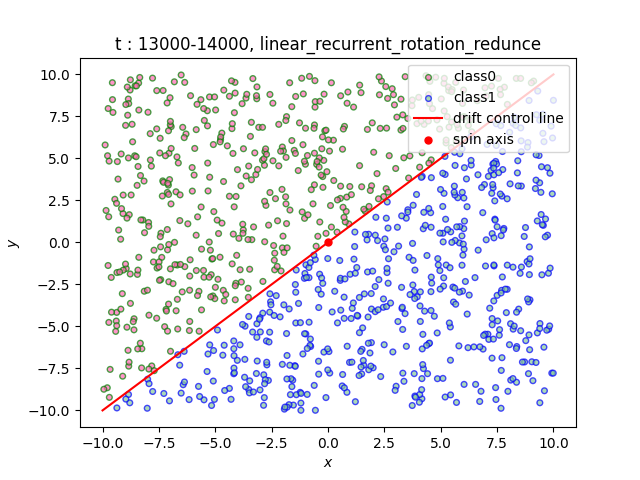 t : 13000-14000, linear_recurrent_rotation_redunce
class0
class1
drift control line
spin axis
10.0
7.5
5.0
2.5
0.0
−2.5
−5.0
−7.5
−10.0
y
−10.0 −7.5 −5.0 −2.5 0.0 2.5 5.0 7.5 10.0
x